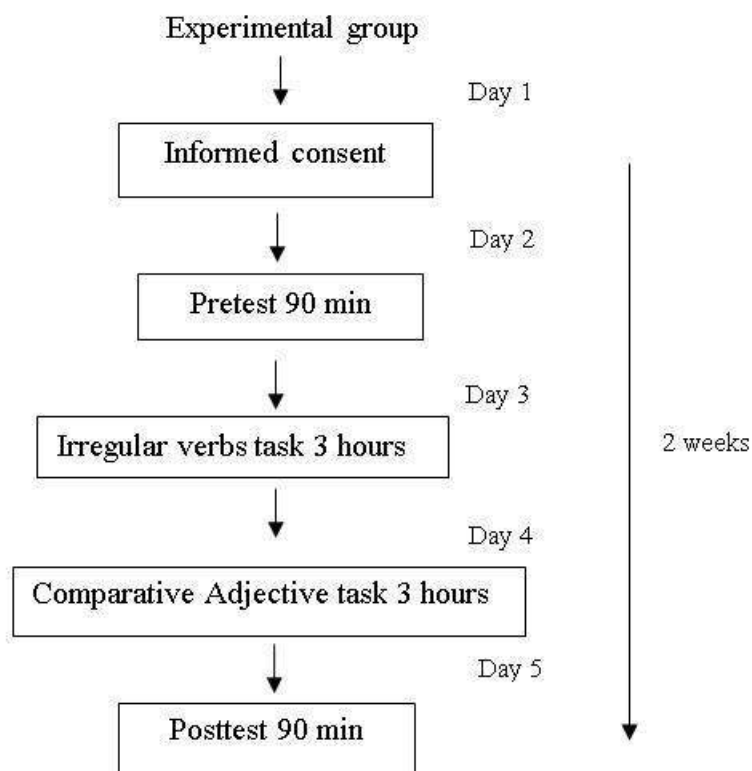 Experimental group
Day 1
Informed consent
Day 2
Pretest 90 min
Day 3
Irregular verbs task 3 hours
2 weeks
Day 4
Comparative Adjective task 3 hours
Day 5
Posttest 90 min